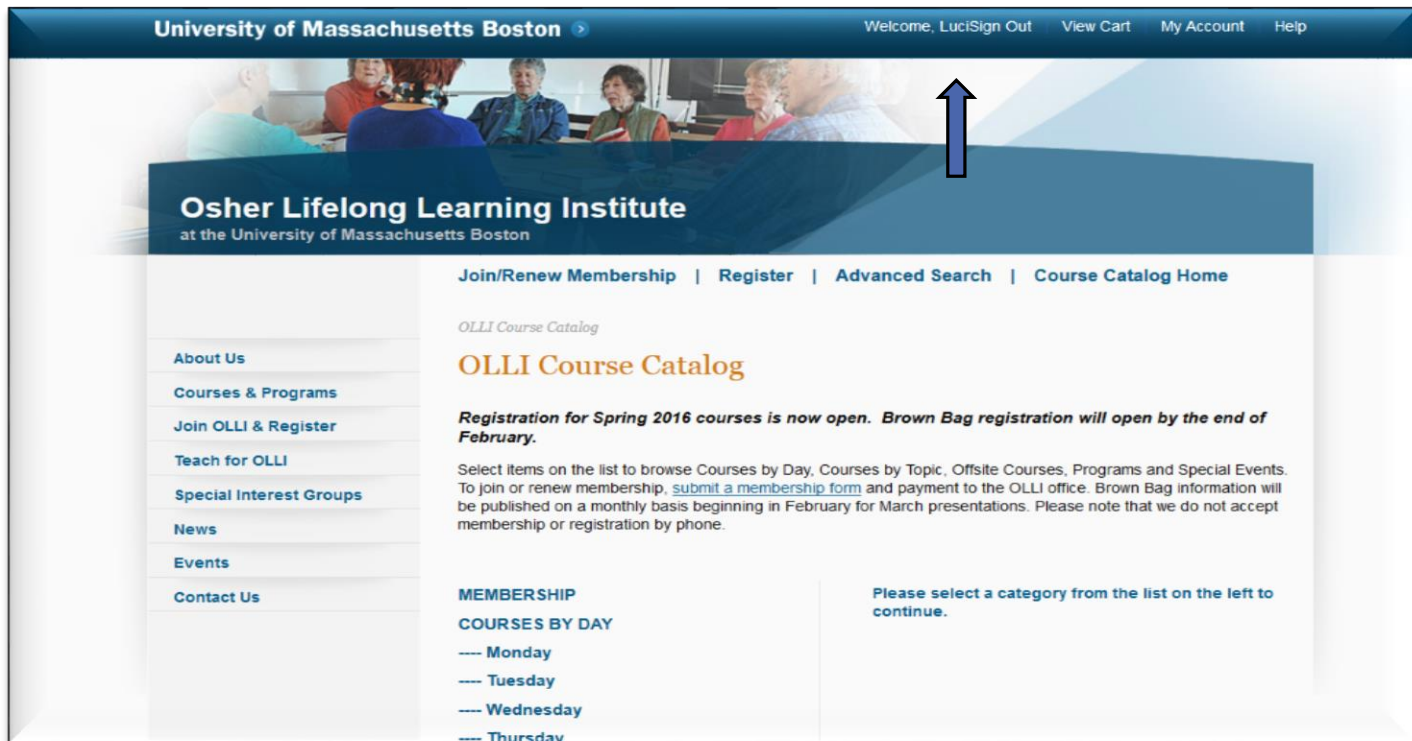 University of Massachusetts Boston
Welcome, LuciSign Out View Cart My Account Help
Osher Lifelong Learning Institute
at the University of Massachusetts Boston
Join/Renew Membership | Register | Advanced Search | Course Catalog Home
OLLI Course Catalog
About Us
Courses & Programs
Join OLLI & Register
Teach for OLLI
Special Interest Groups
News
Events
Contact Us
OLLI Course Catalog
Registration for Spring 2016 courses is now open. Brown Bag registration will open by the end of
February.
Select items on the list to browse Courses by Day, Courses by Topic, Offsite Courses, Programs and Special Events.
To join or renew membership, submit a membership form and payment to the OLLI office. Brown Bag information will
be published on a monthly basis beginning in February for March presentations. Please note that we do not accept
membership or registration by phone.
MEMBERSHIP
COURSES BY DAY
---- Monday
---- Tuesday
---- Wednesday
---- Thursday
Please select a category from the list on the left to
continue.